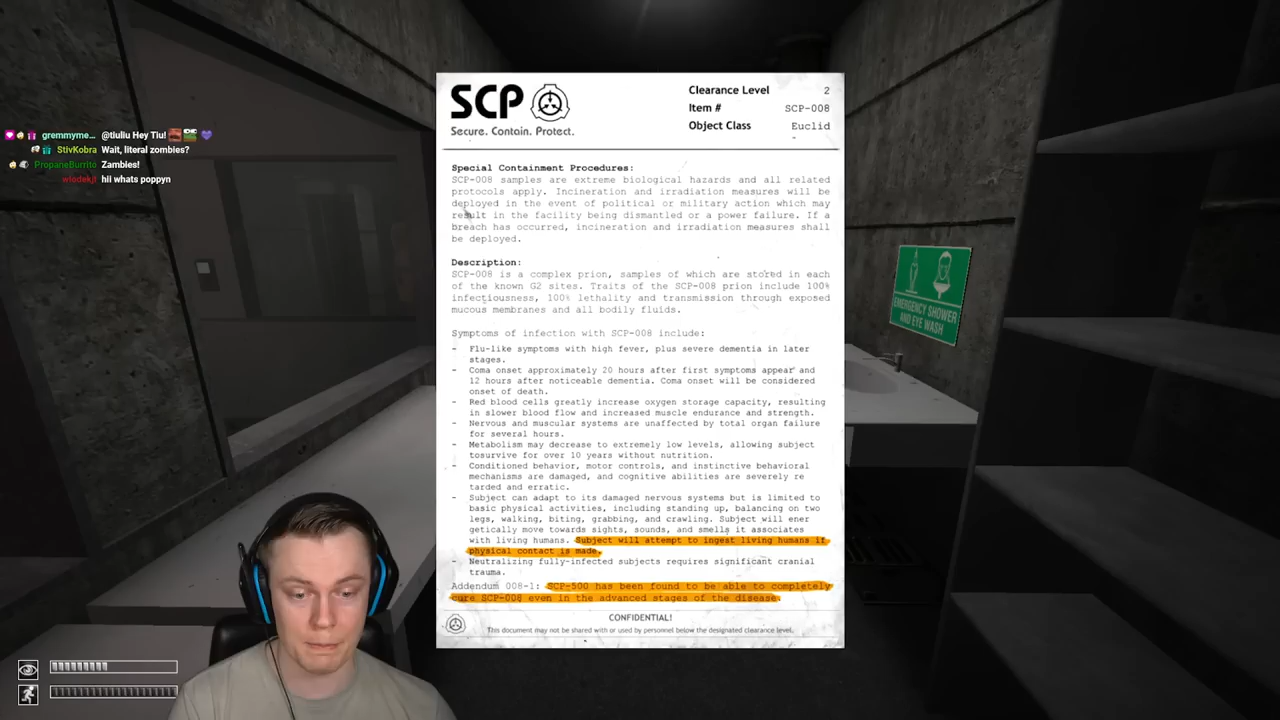 gremmyme... @tiuliu Hey Tiu!
StivKobra Wait, literal zombies?
PropaneBurrito Zambies!
wiodekjt hii whats poppyn
SCP
Secure. Contain. Protect.
Clearance Level 2
Item # SCP-008
Object Class Euclid
Special Containment Procedures:
SCP-008 samples are extreme biological hazards and all related
protocols apply. Incineration and irradiation measures will be
deployed in the event of political or military action which may
result in the facility being dismantled or a power failure. If a
breach has occurred, incineration and irradiation measures shall
be deployed.
Description:
SCP-008 is a complex prion, samples of which are stored in each
of the known G2 sites. Traits of the SCP-008 prion include 100%
infectiousness, 100% lethality and transmission through exposed
mucous membranes and all bodily fluids.
Symptoms of infection with SCP-008 include:
- Flu-like symptoms with high fever, plus severe dementia in later
stages.
- Coma onset approximately 20 hours after first symptoms appear and
12 hours after noticeable dementia. Coma onset will be considered
onset of death.
- Red blood cells greatly increase oxygen storage capacity, resulting
in slower blood flow and increased muscle endurance and strength.
- Nervous and muscular systems are unaffected by total organ failure
for several hours.
- Metabolism may decrease to extremely low levels, allowing subject
tosurvive for over 10 years without nutrition.
- Conditioned behavior, motor controls, and instinctive behavioral
mechanisms are damaged, and cognitive abilities are severely re
tarded and erratic.
- Subject can adapt to its damaged nervous systems but is limited to
basic physical activities, including standing up, balancing on two
legs, walking, biting, grabbing, and crawling. Subject will ener
getically move towards sights, sounds, and smells it associates
with living humans. Subject will attempt to ingest living humans if
physical contact is made.
- Neutralizing fully-infected subjects requires significant cranial
trauma.
Addendum 008-1: SCP-500 has been found to be able to completely
cure SCP-008 even in the advanced stages of the disease.
CONFIDENTIAL!
This document may not be shared with or used by personnel below the designated clearance level.
EMERGENCY SHOWER
AND EYE WASH